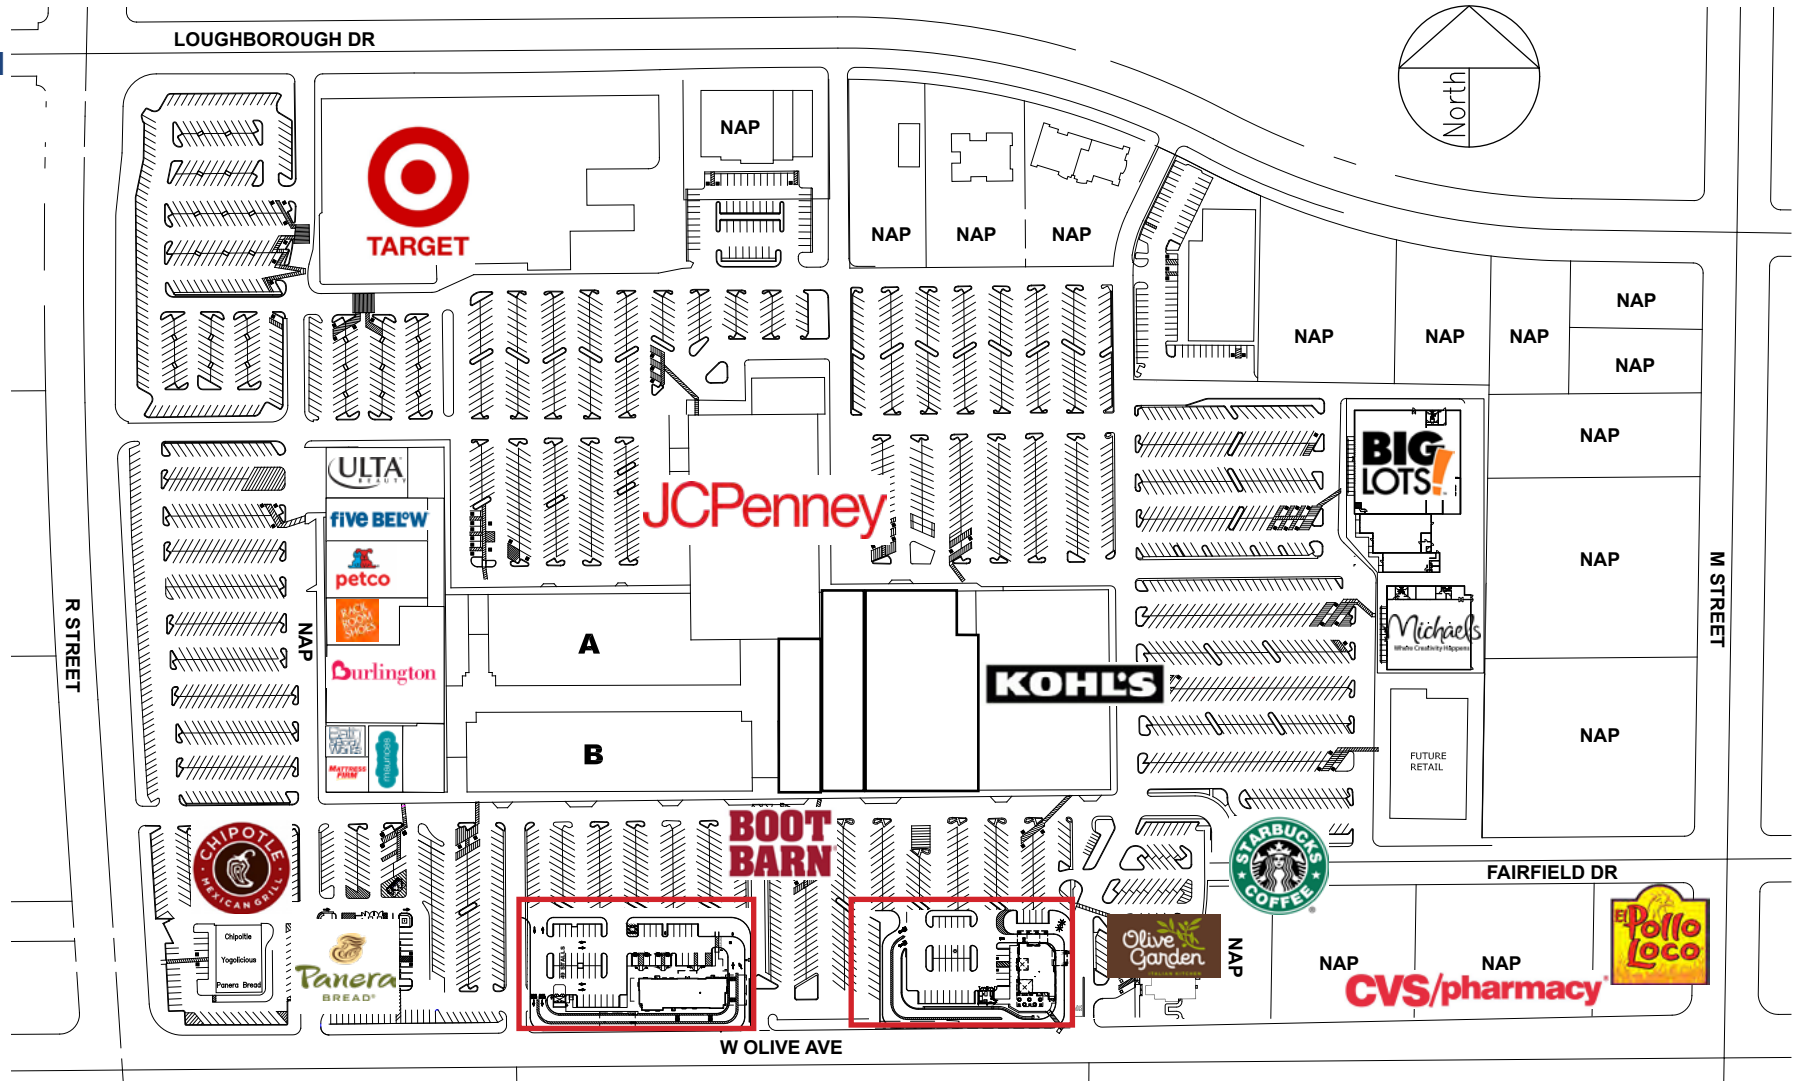 LOUGHBOROUGH DR
North
NAP
TARGET
NAP
NAP
NAP
NAP
NAP
NAP
NAP
NAP
NAP
BIG
LOTS!
ULTA
BEAUTY
five BEL°W
JCPenney
petco
NAP
RACK
ROOM
SHOES
R STREET
NAP
A
Michaels
Where Creativity Happens
M STREET
Burlington
KOHL'S
NAP
B
maurices
MATTRESS
FIRM
FUTURE
RETAIL
BOOT
BARN
CHIPOTLE
MEXICAN GRILL
STARBUCKS
COFFEE
FAIRFIELD DR
El
Pollo
Loco
Chipoltle
Yogolicious
Panera Bread
Panera
BREAD
Olive
Garden
ITALIAN KITCHEN
NAP
NAP
NAP
CVS/pharmacy
W OLIVE AVE